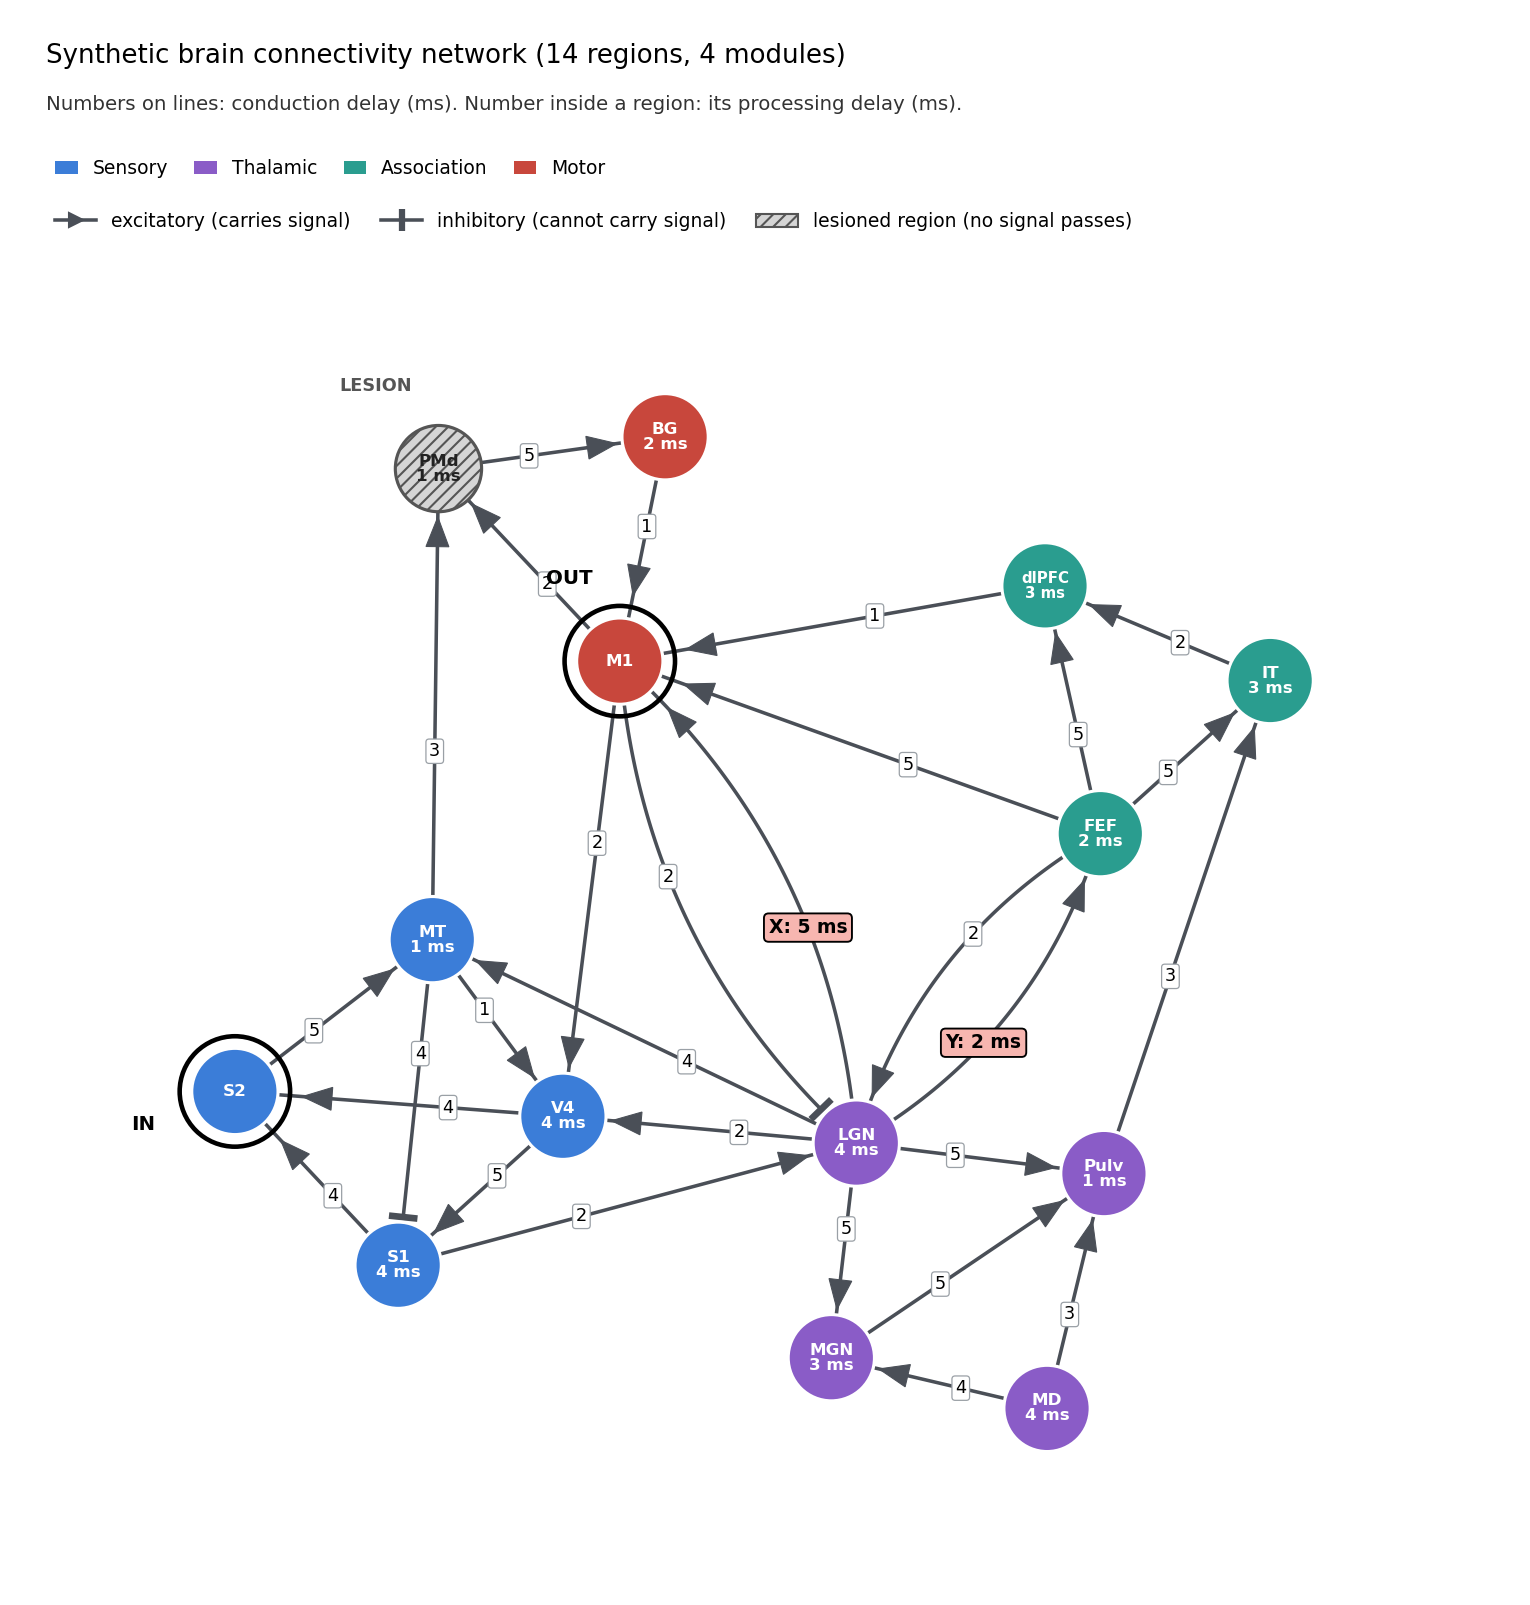 Synthetic brain connectivity network (14 regions, 4 modules)
Numbers on lines: conduction delay (ms). Number inside a region: its processing delay (ms).
Sensory
Thalamic
Association
Motor
excitatory (carries signal)
inhibitory (cannot carry signal)
lesioned region (no signal passes)
LESION
PMd
1 ms
5
BG
2 ms
1
2
OUT
M1
1
dlPFC
3 ms
2
IT
3 ms
5
5
5
FEF
2 ms
3
2
2
X: 5 ms
2
Y: 2 ms
3
MT
1 ms
5
1
4
4
S2
IN
4
V4
4 ms
2
LGN
4 ms
5
Pulv
1 ms
5
4
2
S1
4 ms
5
5
3
MGN
3 ms
4
MD
4 ms